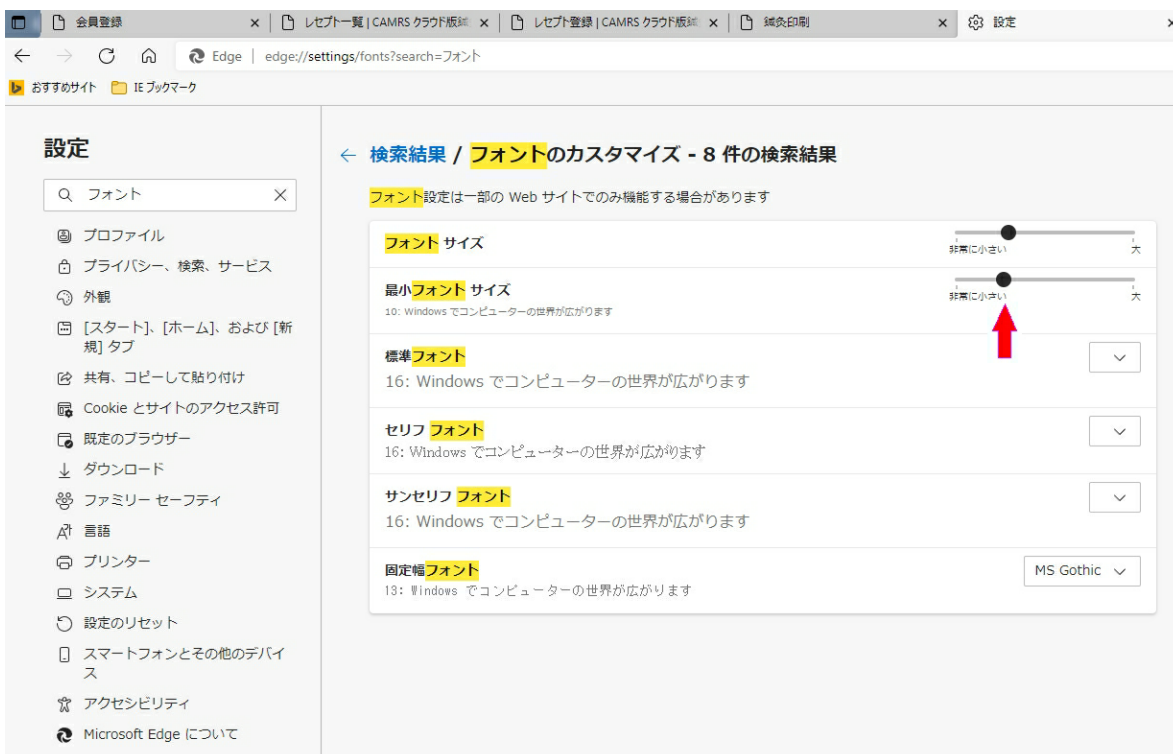 会員登録
レセプト一覧 | CAMRS クラウド版鍼
レセプト登録 | CAMRS クラウド版鍼
鍼灸印刷
設定
Edge | edge://settings/fonts?search=フォント
おすすめサイト IE ブックマーク
設定
フォント
プロファイル
プライバシー、検索、サービス
外観
[スタート]、[ホーム]、および [新
規] タブ
共有、コピーして貼り付け
Cookie とサイトのアクセス許可
既定のブラウザー
ダウンロード
ファミリー セーフティ
言語
プリンター
システム
設定のリセット
スマートフォンとその他のデバイ
ス
アクセシビリティ
Microsoft Edge について
検索結果 / フォントのカスタマイズ - 8 件の検索結果
フォント設定は一部の Web サイトでのみ機能する場合があります
フォント サイズ
非常に小さい 大
最小フォント サイズ
10: Windows でコンピューターの世界が広がります
非常に小さい 大
標準フォント
16: Windows でコンピューターの世界が広がります
セリフ フォント
16: Windows でコンピューターの世界が広がります
サンセリフ フォント
16: Windows でコンピューターの世界が広がります
固定幅フォント
13: Windows でコンピューターの世界が広がります
MS Gothic